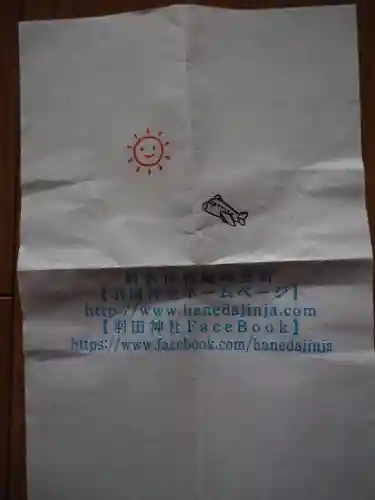 【羽田神社ホームページ】
http://www.hanedajinja.com
【羽田神社FaceBook】
https://www.facebook.com/hanedajinja